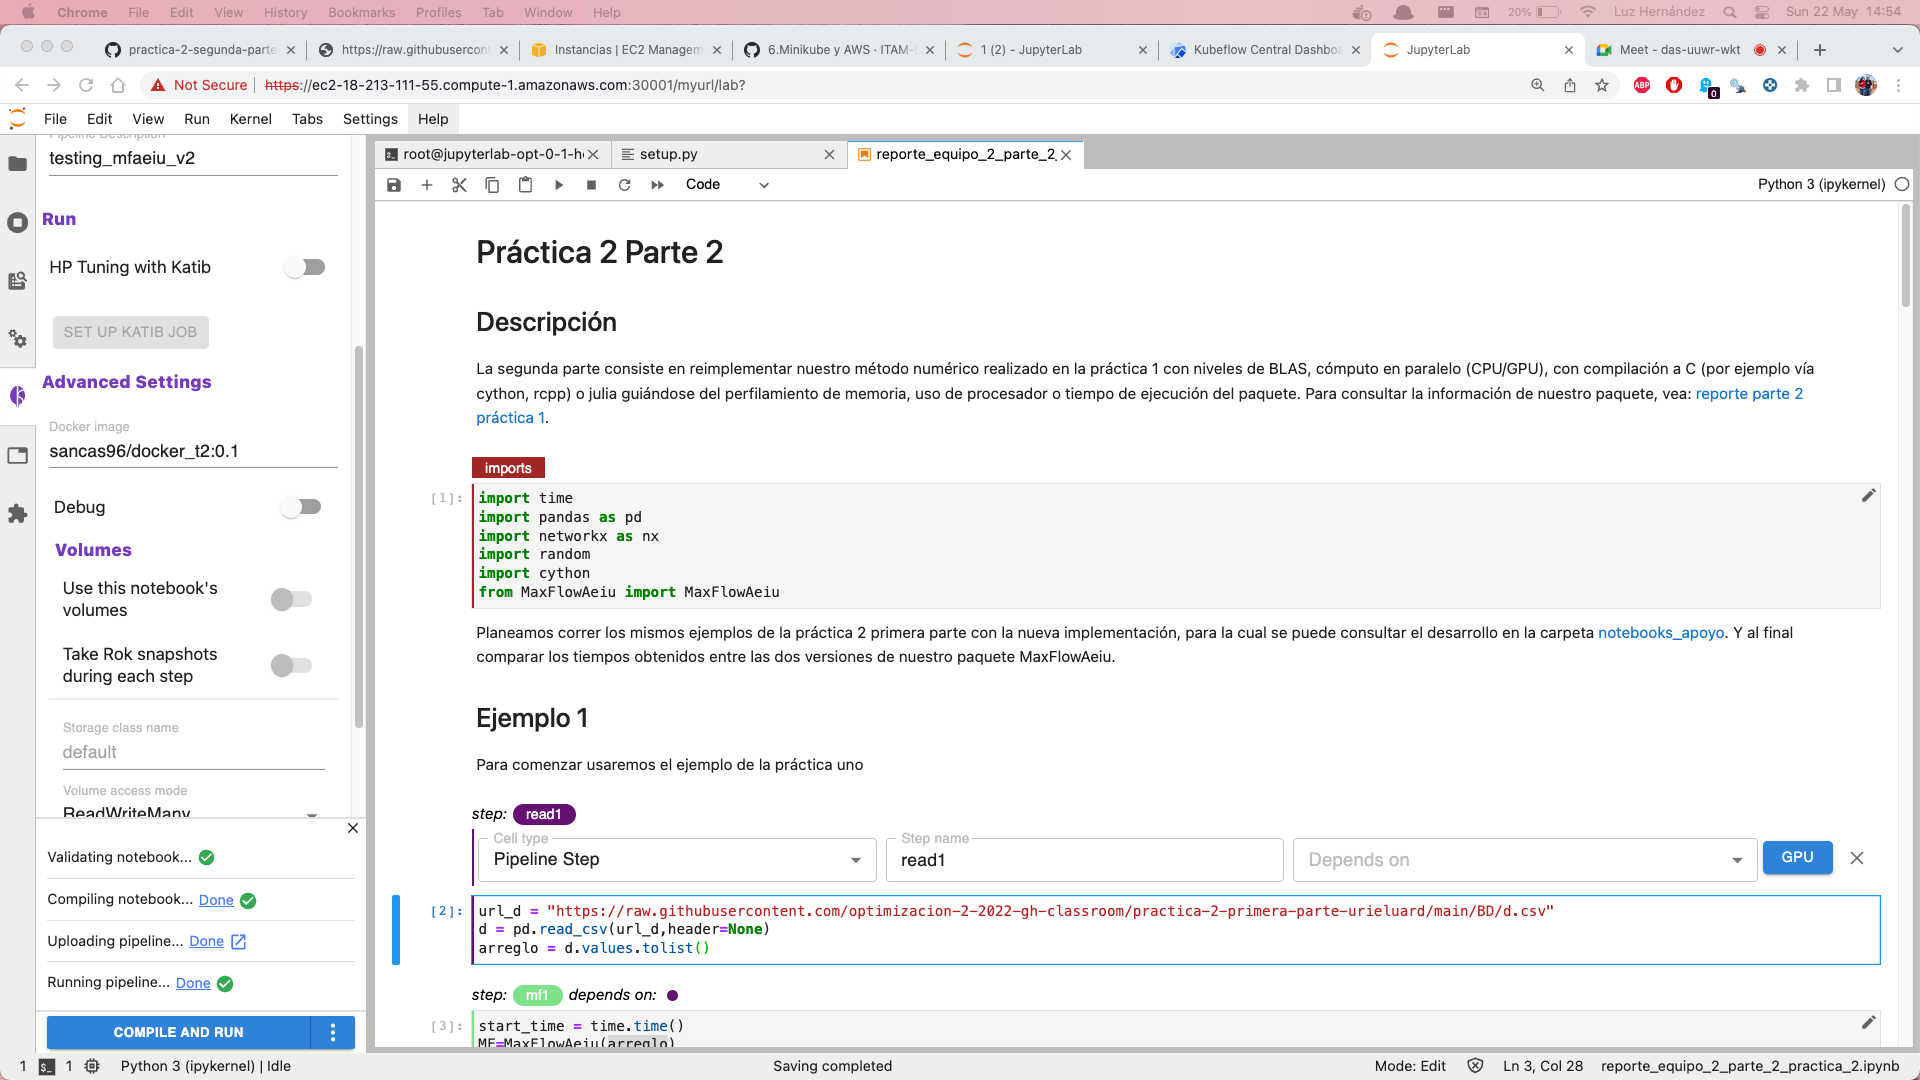 Chrome File Edit View History Bookmarks Profiles Tab Window Help 20% Luz Hernández Sun 22 May 14:54
practica-2-segunda-parte https://raw.githubusercont Instancias | EC2 Managem 6.Minikube y AWS · ITAM- 1 (2) - JupyterLab Kubeflow Central Dashboa JupyterLab Meet - das-uuwr-wkt
Not Secure https://ec2-18-213-111-55.compute-1.amazonaws.com:30001/myurl/lab? ABP 0
File Edit View Run Kernel Tabs Settings Help
Pipeline Description
testing_mfaeiu_v2
Run
HP Tuning with Katib
SET UP KATIB JOB
Advanced Settings
Docker image
sancas96/docker_t2:0.1
Debug
Volumes
Use this notebook's
volumes
Take Rok snapshots
during each step
Storage class name
default
Volume access mode
ReadWriteMany
Validating notebook...
Compiling notebook... Done
Uploading pipeline... Done
Running pipeline... Done
COMPILE AND RUN
root@jupyterlab-opt-0-1-h setup.py reporte_equipo_2_parte_2_
Code Python 3 (ipykernel)
Práctica 2 Parte 2
Descripción
La segunda parte consiste en reimplementar nuestro método numérico realizado en la práctica 1 con niveles de BLAS, cómputo en paralelo (CPU/GPU), con compilación a C (por ejemplo vía
cython, rcpp) o julia guiándose del perfilamiento de memoria, uso de procesador o tiempo de ejecución del paquete. Para consultar la información de nuestro paquete, vea: reporte parte 2
práctica 1.
imports
[1]: import time
import pandas as pd
import networkx as nx
import random
import cython
from MaxFlowAeiu import MaxFlowAeiu
Planeamos correr los mismos ejemplos de la práctica 2 primera parte con la nueva implementación, para la cual se puede consultar el desarrollo en la carpeta notebooks_apoyo. Y al final
comparar los tiempos obtenidos entre las dos versiones de nuestro paquete MaxFlowAeiu.
Ejemplo 1
Para comenzar usaremos el ejemplo de la práctica uno
step: read1
Cell type Step name
Pipeline Step read1 Depends on GPU
[2]: url_d = "https://raw.githubusercontent.com/optimizacion-2-2022-gh-classroom/practica-2-primera-parte-urieluard/main/BD/d.csv"
d = pd.read_csv(url_d,header=None)
arreglo = d.values.tolist()
step: mf1 depends on:
[3]: start_time = time.time()
MF=MaxFlowAeiu(arreglo)
1 1 Python 3 (ipykernel) | Idle Saving completed Mode: Edit Ln 3, Col 28 reporte_equipo_2_parte_2_practica_2.ipynb